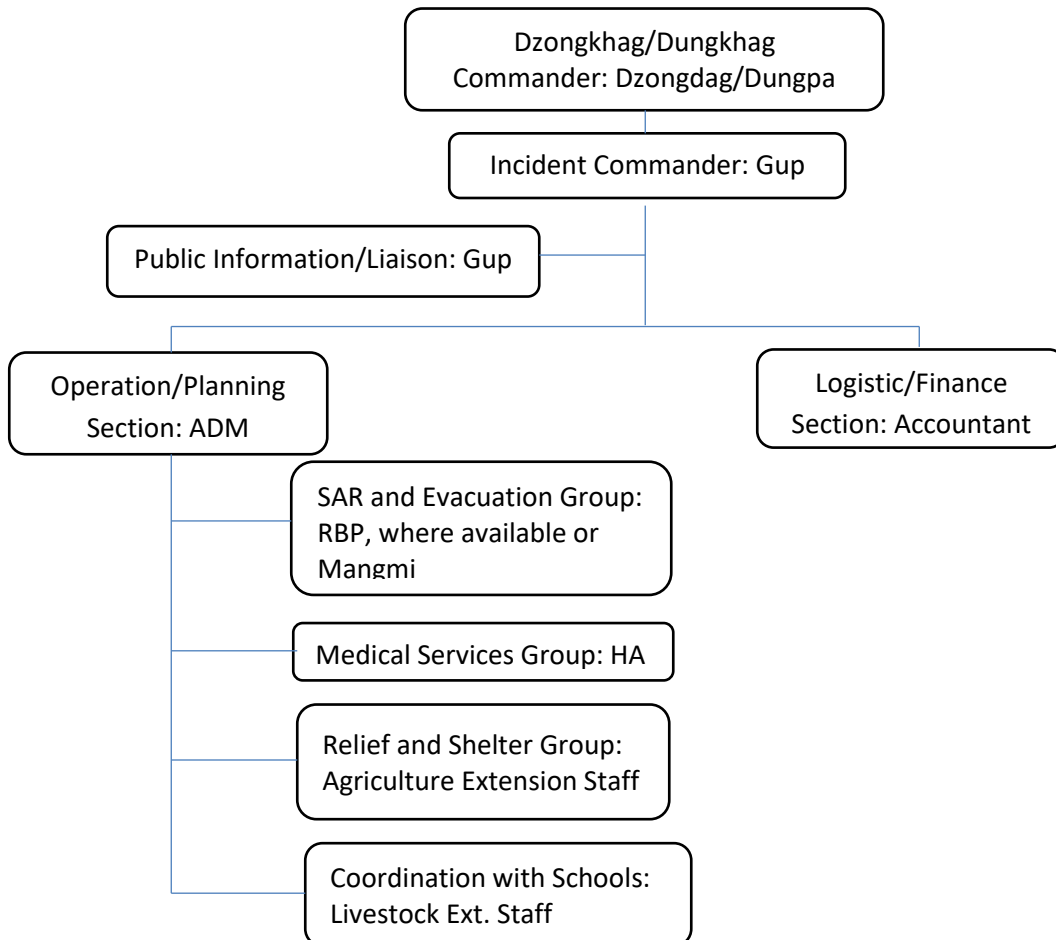 Dzongkhag/Dungkhag
Commander: Dzongdag/Dungpa
Incident Commander: Gup
Public Information/Liaison: Gup
Operation/Planning
Section: ADM
Logistic/Finance
Section: Accountant
SAR and Evacuation Group:
RBP, where available or
Mangmi
Medical Services Group: HA
Relief and Shelter Group:
Agriculture Extension Staff
Coordination with Schools:
Livestock Ext. Staff